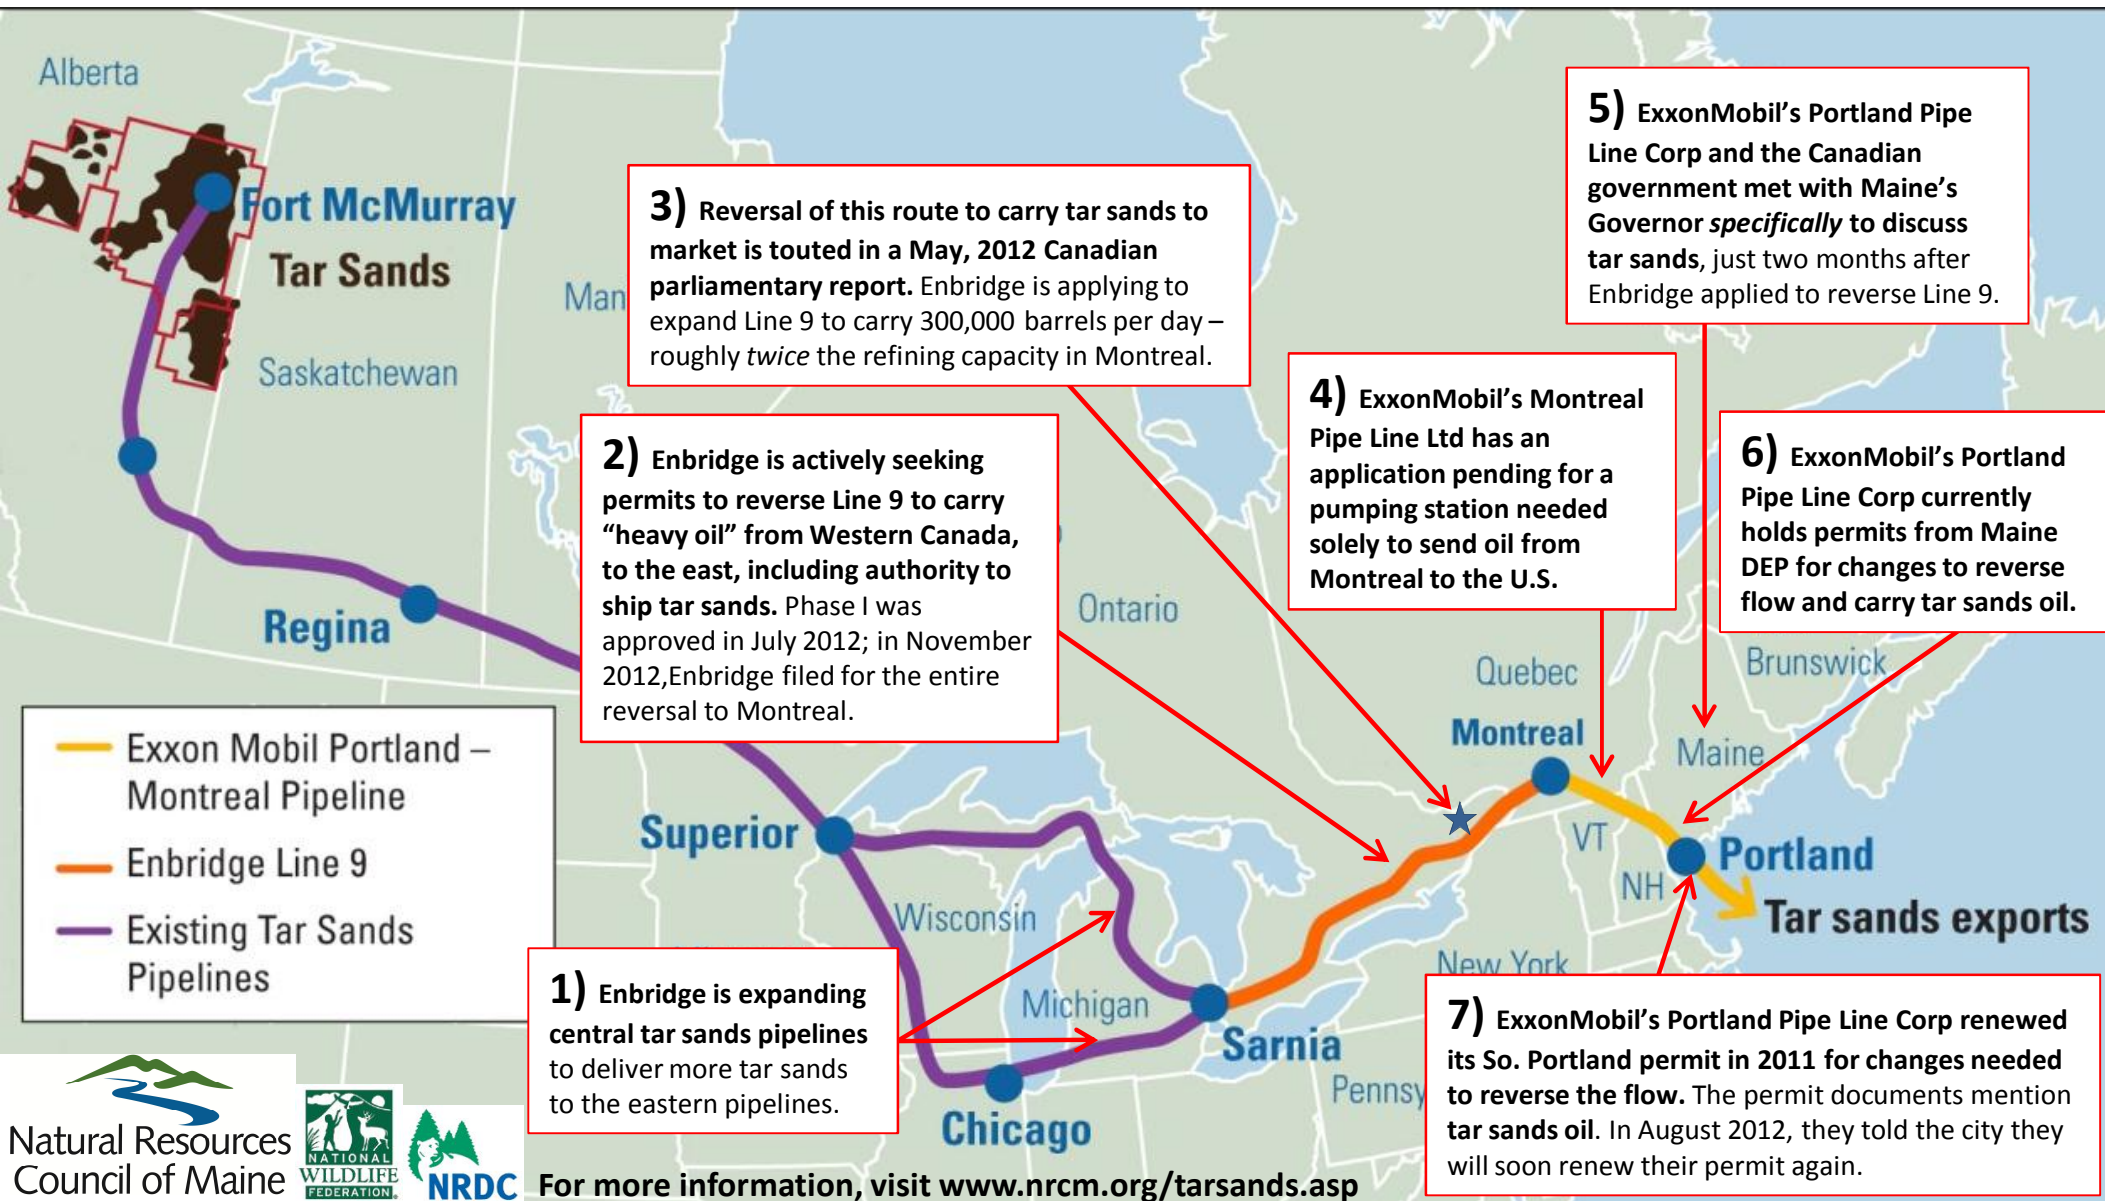 Alberta
Fort McMurray
Tar Sands
Saskatchewan
Man
Regina
Ontario
Quebec
Montreal
Brunswick
Maine
Superior
Wisconsin
Michigan
Sarnia
Chicago
VT
NH
New York
Pennsy
Portland
Tar sands exports
3) Reversal of this route to carry tar sands to
market is touted in a May, 2012 Canadian
parliamentary report. Enbridge is applying to
expand Line 9 to carry 300,000 barrels per day –
roughly twice the refining capacity in Montreal.
5) ExxonMobil’s Portland Pipe
Line Corp and the Canadian
government met with Maine’s
Governor specifically to discuss
tar sands, just two months after
Enbridge applied to reverse Line 9.
4) ExxonMobil’s Montreal
Pipe Line Ltd has an
application pending for a
pumping station needed
solely to send oil from
Montreal to the U.S.
6) ExxonMobil’s Portland
Pipe Line Corp currently
holds permits from Maine
DEP for changes to reverse
flow and carry tar sands oil.
2) Enbridge is actively seeking
permits to reverse Line 9 to carry
“heavy oil” from Western Canada,
to the east, including authority to
ship tar sands. Phase I was
approved in July 2012; in November
2012,Enbridge filed for the entire
reversal to Montreal.
Exxon Mobil Portland –
Montreal Pipeline
Enbridge Line 9
Existing Tar Sands
Pipelines
1) Enbridge is expanding
central tar sands pipelines
to deliver more tar sands
to the eastern pipelines.
7) ExxonMobil’s Portland Pipe Line Corp renewed
its So. Portland permit in 2011 for changes needed
to reverse the flow. The permit documents mention
tar sands oil. In August 2012, they told the city they
will soon renew their permit again.
Natural Resources
Council of Maine
NATIONAL
WILDLIFE
FEDERATION
NRDC
For more information, visit www.nrcm.org/tarsands.asp